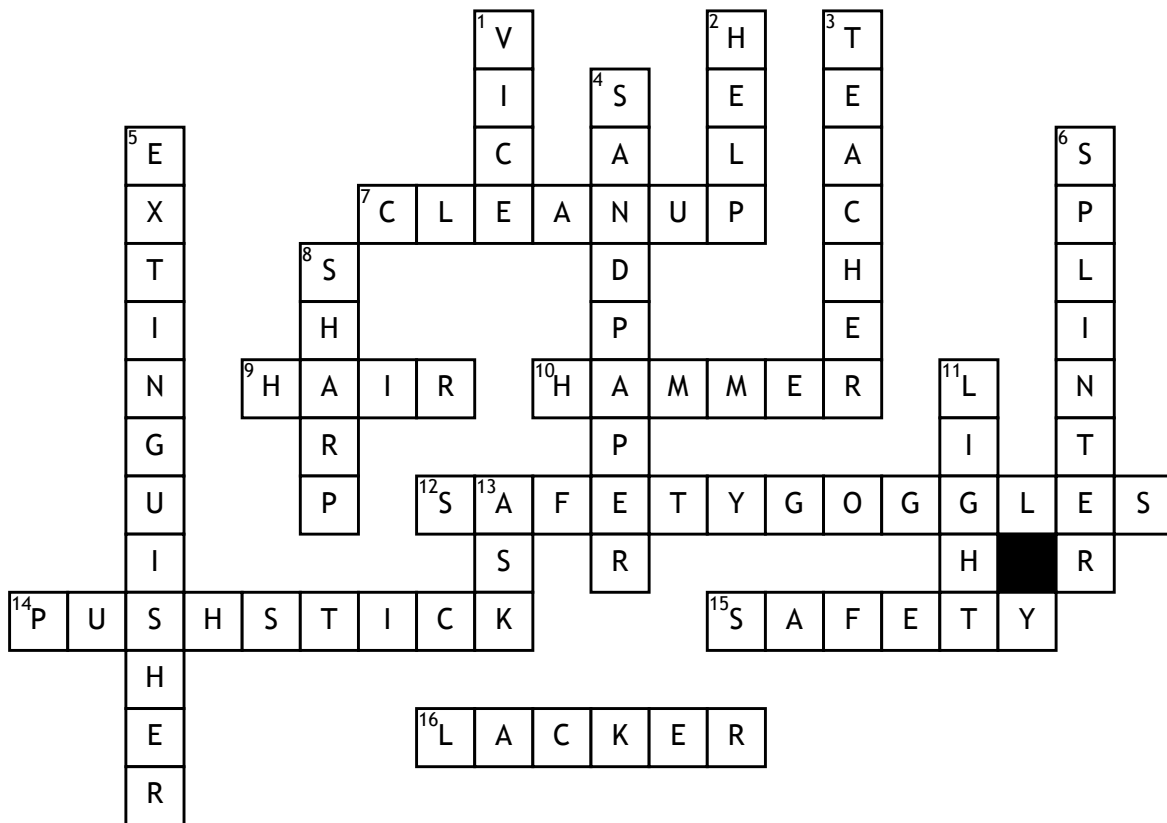 1 V 2 H 3 T
I 4 S E E
5 E C A L A 6 S
X 7 C L E A N U P C P
T 8 S D H L
I H P E I
N 9 H A I R 10 H A M M E R 11 L N
G R P I T
U P 12 S 13 A F E T Y G O G G L E S
I S R H R
14 P U S H S T I C K 15 S A F E T Y
H
E 16 L A C K E R
R